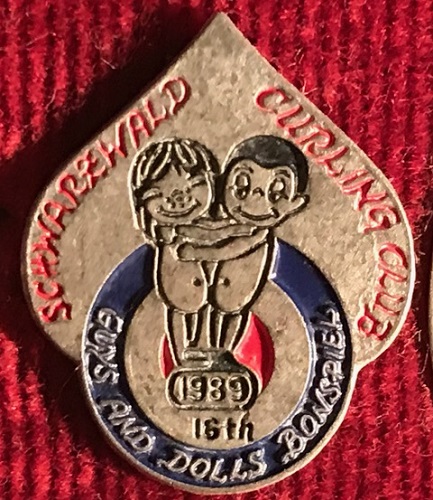 SCHWARZWALD CURLING CLUB
1989
16th
GUYS AND DOLLS BONSPIEL